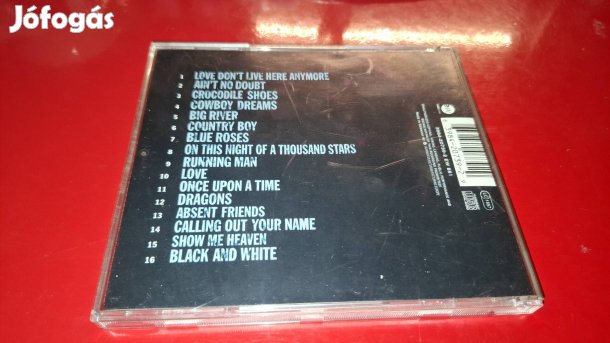 Jófogás
1 LOVE DON'T LIVE HERE ANYMORE
2 AIN'T NO DOUBT
3 CROCODILE SHOES
4 COWBOY DREAMS
5 BIG RIVER
6 COUNTRY BOY
7 BLUE ROSES
8 ON THIS NIGHT OF A THOUSAND STARS
9 RUNNING MAN
10 LOVE
11 ONCE UPON A TIME
12 DRAGONS
13 ABSENT FRIENDS
14 CALLING OUT YOUR NAME
15 SHOW ME HEAVEN
16 BLACK AND WHITE